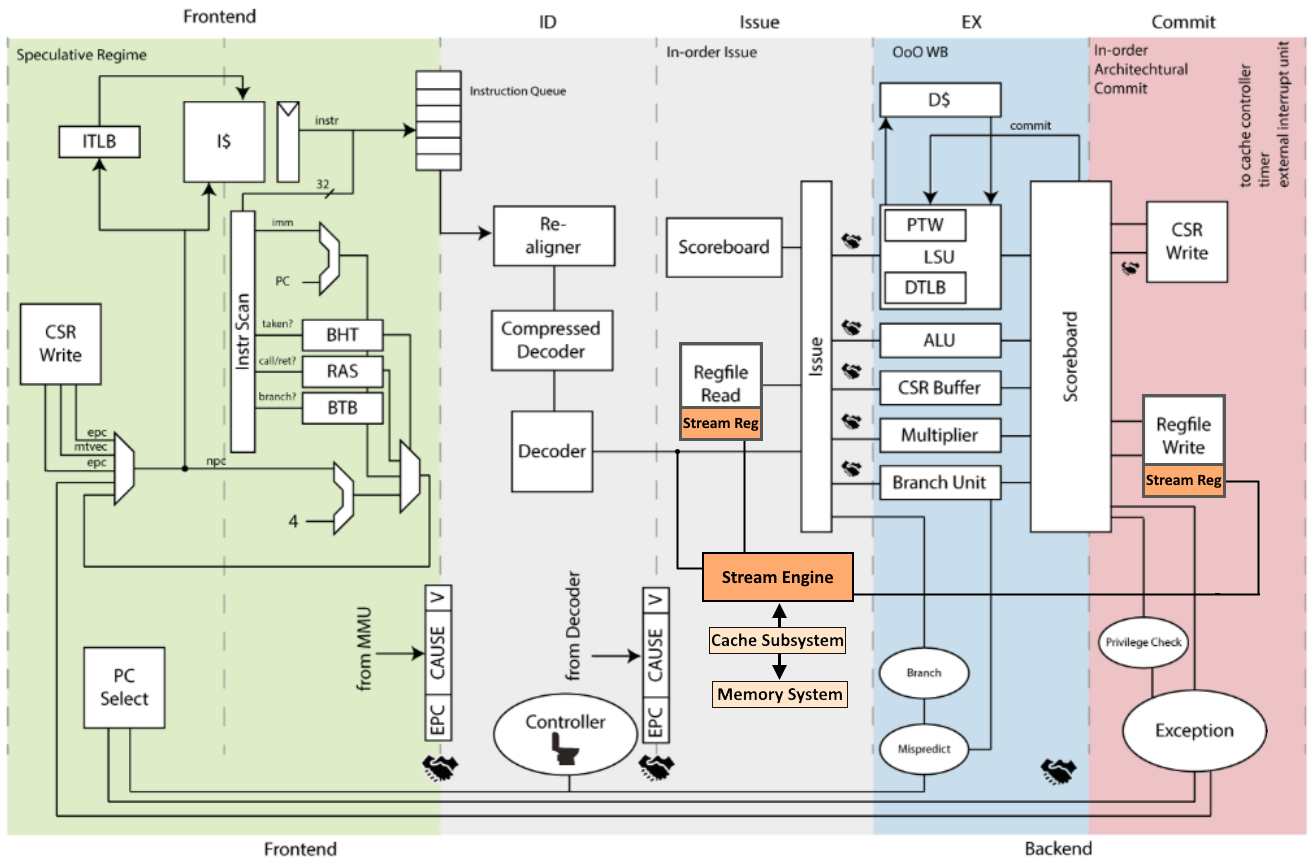 Frontend
ID
Issue
EX
Commit
Speculative Regime
In-order Issue
OoO WB
In-order
Architechtural
Commit
to cache controller
timer
external interrupt unit
ITLB
I$
instr
Instruction Queue
32
D$
commit
imm
PC
Re-
aligner
Scoreboard
PTW
LSU
DTLB
CSR
Write
CSR
Write
Instr Scan
taken?
BHT
call/ret?
RAS
branch?
BTB
Compressed
Decoder
Regfile
Read
Stream Reg
Issue
ALU
CSR Buffer
Multiplier
Branch Unit
Scoreboard
Regfile
Write
Stream Reg
epc
mtvec
epc
npc
4
Decoder
Stream Engine
Cache Subsystem
Memory System
from MMU
V
CAUSE
EPC
from Decoder
V
CAUSE
EPC
Privilege Check
Branch
PC
Select
Controller
Mispredict
Exception
Frontend
Backend